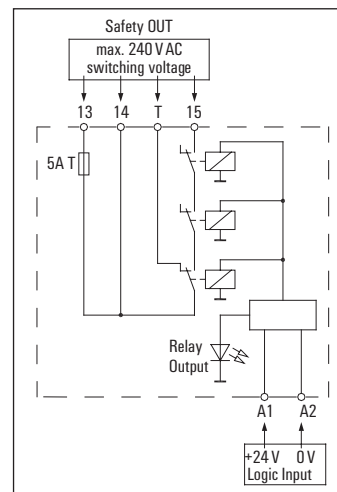 Safety OUT
max. 240 V AC
switching voltage
13 14 T 15
5A T
Relay
Output
A1 A2
+24 V 0 V
Logic Input